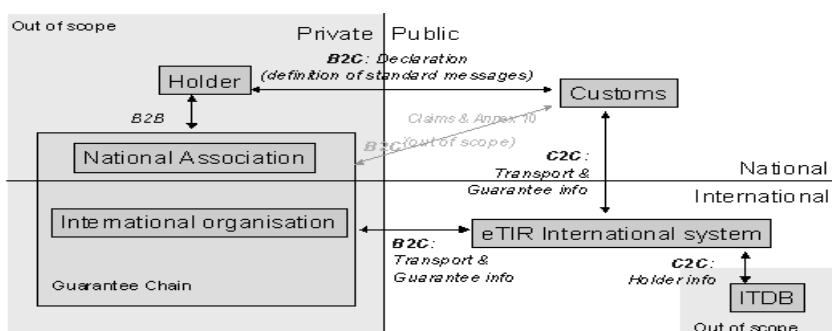 Out of scope
Private
Public
B2C: Declaration
(definition of standard messages)
Holder
Customs
B2B
Claims & Annex 10
B2C (out of scope)
National Association
C2C:
Transport &
Guarantee info
National
International
International organisation
eTIR International system
B2C:
Transport &
Guarantee info
C2C:
Holder info
Guarantee Chain
ITDB
Out of scope